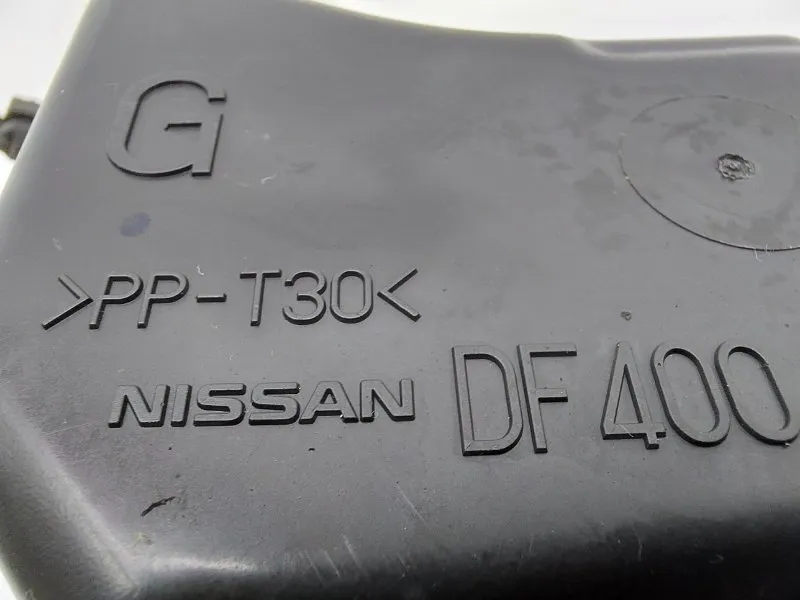 G
>PP-T30<
NISSAN DF400